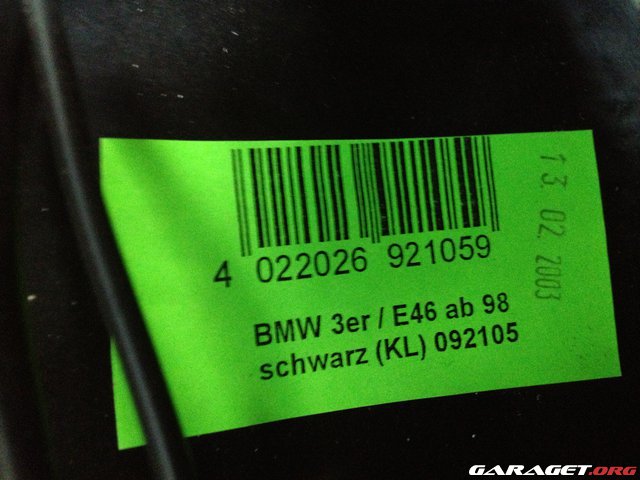 4 022026 921059
BMW 3er / E46 ab 98
schwarz (KL) 092105
13. 02. 2003
GARAGET.ORG